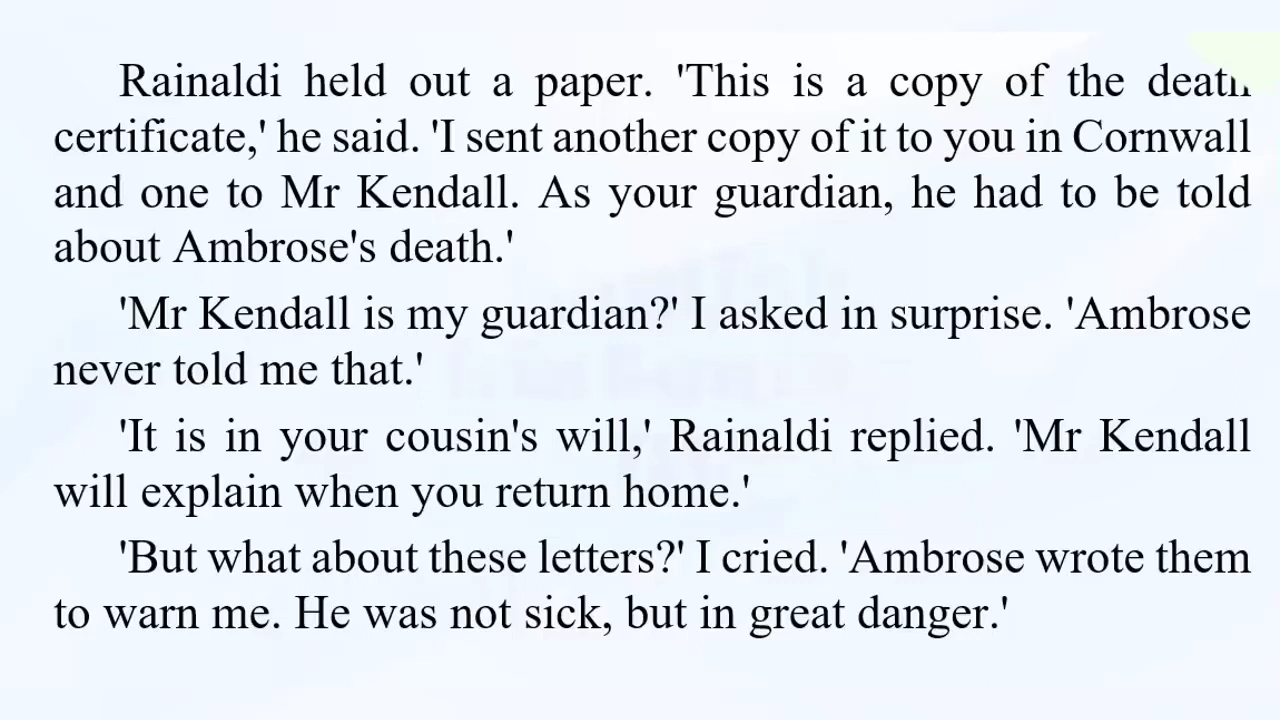 Rainaldi held out a paper. 'This is a copy of the death
certificate,' he said. 'I sent another copy of it to you in Cornwall
and one to Mr Kendall. As your guardian, he had to be told
about Ambrose's death.'
'Mr Kendall is my guardian?' I asked in surprise. 'Ambrose
never told me that.'
'It is in your cousin's will,' Rainaldi replied. 'Mr Kendall
will explain when you return home.'
'But what about these letters?' I cried. 'Ambrose wrote them
to warn me. He was not sick, but in great danger.'